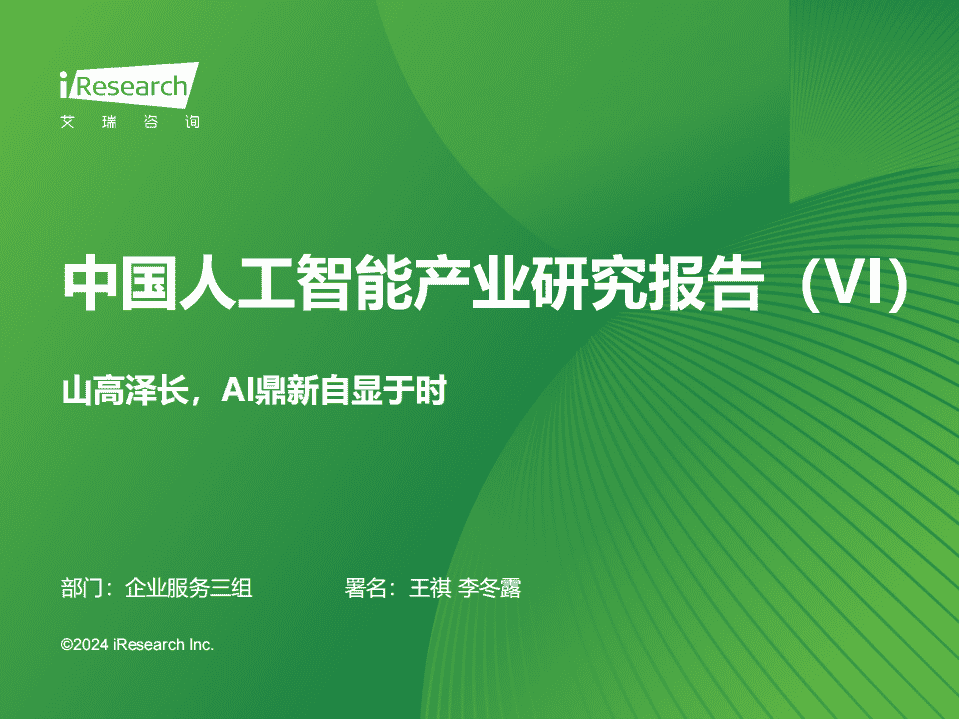 iResearch
艾瑞咨询
中国人工智能产业研究报告（VI）
山高泽长，AI鼎新自显于时
部门：企业服务三组 署名：王祺 李冬露
©2024 iResearch Inc.